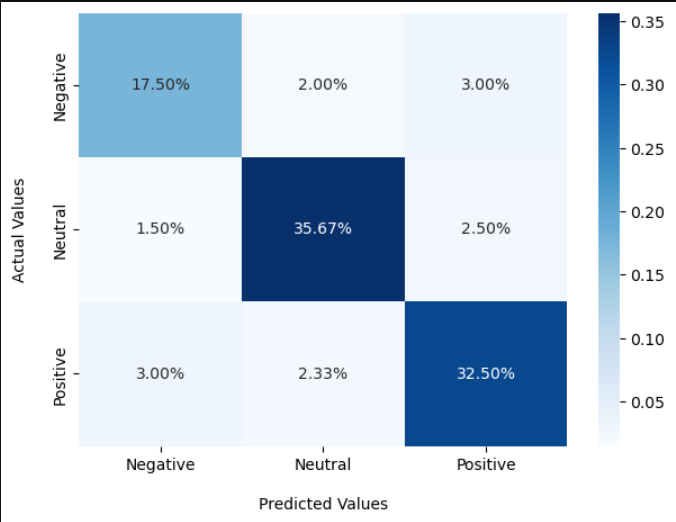 Actual Values
Negative
17.50% 2.00% 3.00%
Neutral
1.50% 35.67% 2.50%
Positive
3.00% 2.33% 32.50%
Negative Neutral Positive
Predicted Values
0.35
0.30
0.25
0.20
0.15
0.10
0.05